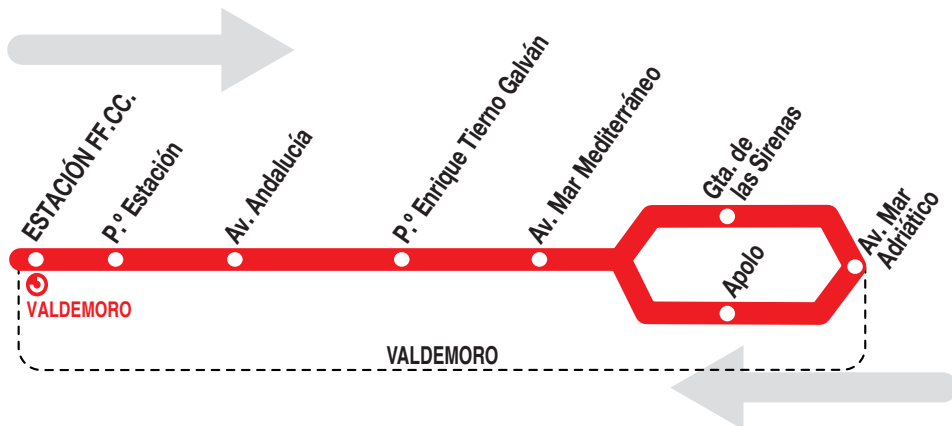 ESTACIÓN FF.CC.
P.º Estación
Av. Andalucía
P.º Enrique Tierno Galván
Av. Mar Mediterráneo
Gta. de
las Sirenas
Av. Mar
Adriático
Apolo
VALDEMORO
VALDEMORO